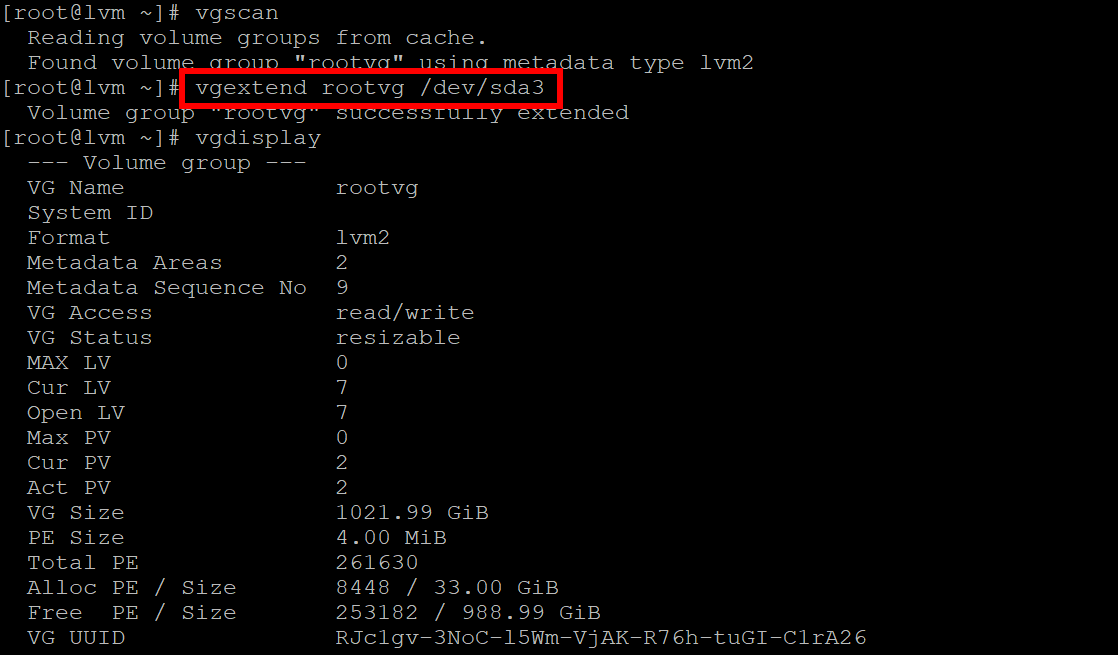 [root@lvm ~]# vgscan
  Reading volume groups from cache.
  Found volume group "rootvg" using metadata type lvm2
[root@lvm ~]# vgextend rootvg /dev/sda3
  Volume group "rootvg" successfully extended
[root@lvm ~]# vgdisplay
  --- Volume group ---
  VG Name               rootvg
  System ID
  Format                lvm2
  Metadata Areas        2
  Metadata Sequence No  9
  VG Access             read/write
  VG Status             resizable
  MAX LV                0
  Cur LV                7
  Open LV               7
  Max PV                0
  Cur PV                2
  Act PV                2
  VG Size               1021.99 GiB
  PE Size               4.00 MiB
  Total PE              261630
  Alloc PE / Size       8448 / 33.00 GiB
  Free  PE / Size       253182 / 988.99 GiB
  VG UUID               RJc1gv-3NoC-l5Wm-VjAK-R76h-tuGI-C1rA26